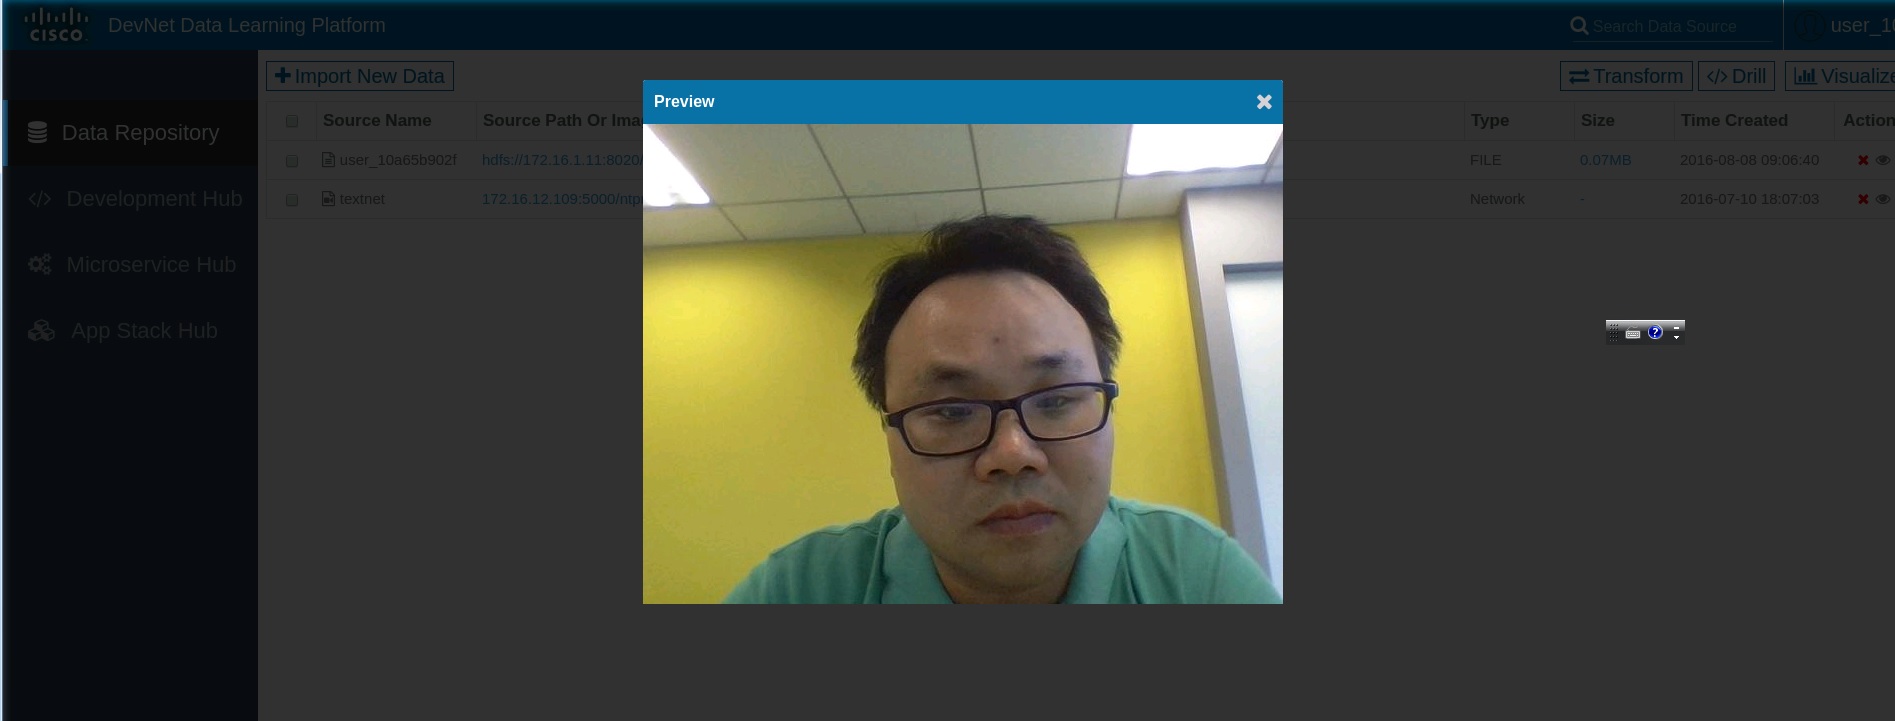 CISCO DevNet Data Learning Platform Search Data Source user_10
Import New Data Transform Drill Visualize
Preview
Source Name Source Path Or Ima Type Size Time Created Action
user_10a65b902f hdfs://172.16.1.11:8020/ FILE 0.07MB 2016-08-08 09:06:40
textnet 172.16.12.109:5000/ntp Network - 2016-07-10 18:07:03
Data Repository
Development Hub
Microservice Hub
App Stack Hub